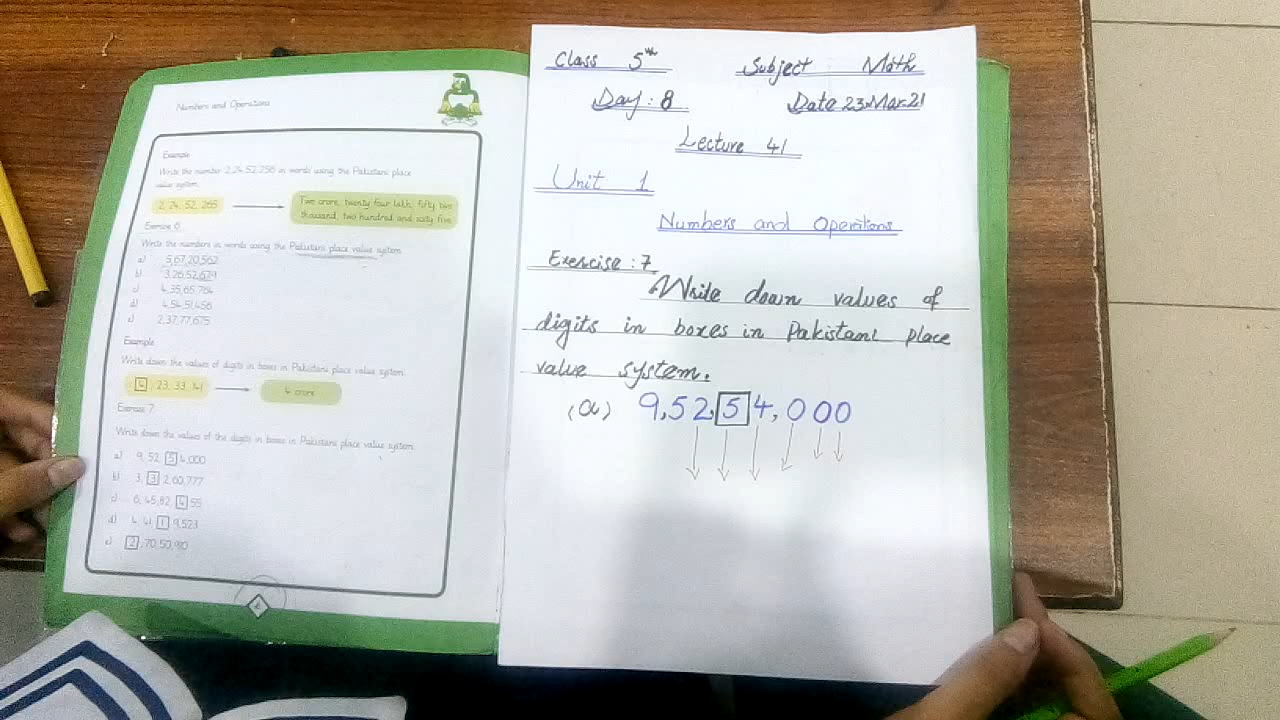 Numbers and Operations
Example
Write the number 2,24,52,256 in words using the Pakistani place
value system.
2, 24, 52, 265
Two crore, twenty four lakh, fifty two
thousand, two hundred and sixty five
Exercise 6
Write the numbers in words using the Pakistani place value system
a) 5,67,20,562
b) 3,26,52,629
c) 4,35,65,764
d) 4,54,51,456
e) 2,37,77,675
Example
Write down the values of digits in boxes in Pakistani place value system.
4, 23, 33, 141
4 crore
Exercise 7
Write down the values of the digits in boxes in Pakistani place value system.
a) 9, 52, 5 4,000
b) 3, 3 2,60,777
c) 6, 45,82, 4 55
d) 4, 41, 1 9,523
e) 2 ,70,50,910
Class 5th Subject Math
Day: 8 Date 23.Mar.21
Lecture 41
Unit 1
Numbers and Operations
Exercise: 7
Write down values of
digits in boxes in Pakistani place
value system.
(a) 9,52,5 4,000